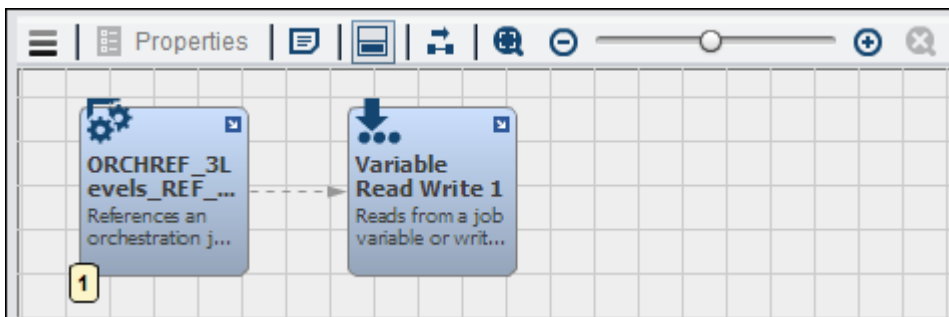 Properties
ORCHREF_3L
evels_REF_...
References an
orchestration j...
1
Variable
Read Write 1
Reads from a job
variable or writ...